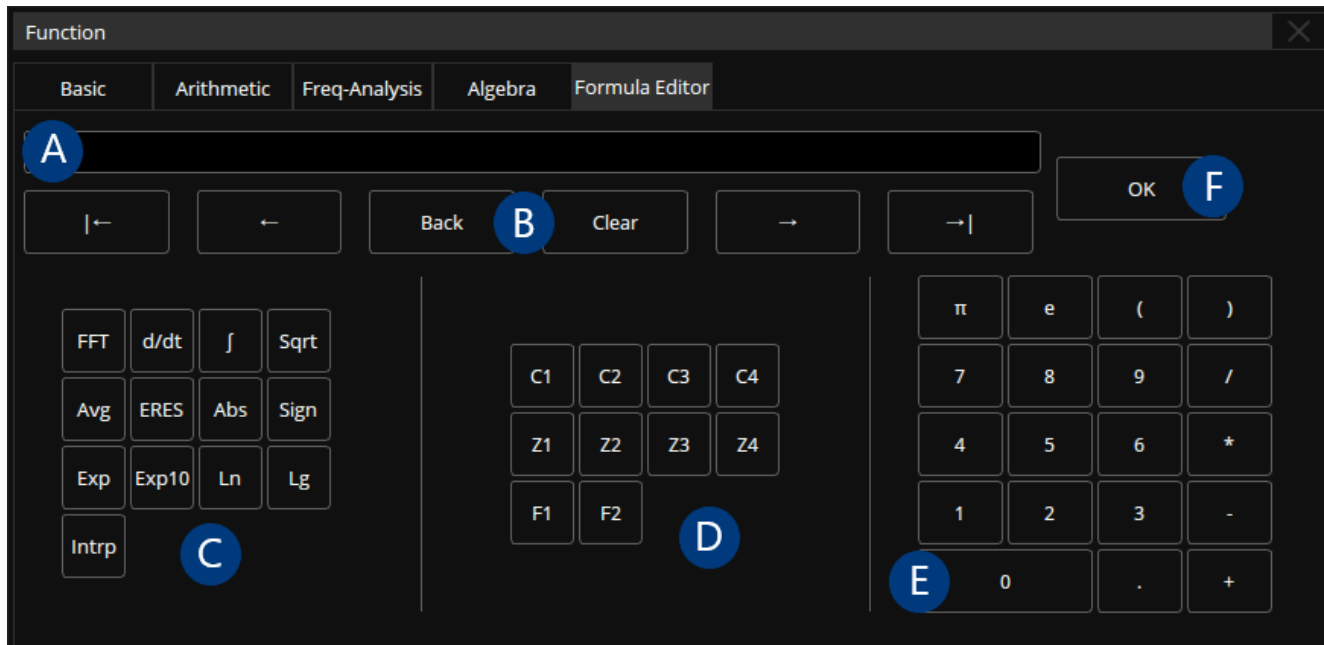 Function
Basic Arithmetic Freq-Analysis Algebra Formula Editor
A
OK F
|← ← Back B Clear → →|
FFT d/dt ∫ Sqrt
Avg ERES Abs Sign
Exp Exp10 Ln Lg
Intrp C
C1 C2 C3 C4
Z1 Z2 Z3 Z4
F1 F2 D
π e ( )
7 8 9 /
4 5 6 *
1 2 3 -
E 0 . +